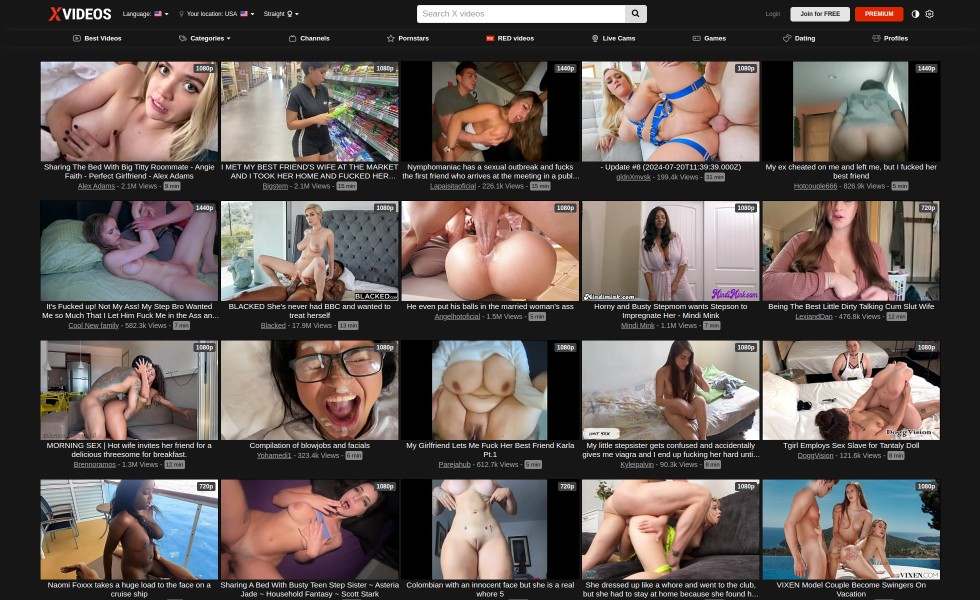 XVIDEOS
Language:
Your location: USA
Straight
Search X videos
Login
Join for FREE
PREMIUM
Best Videos
Categories
Channels
Pornstars
RED videos
Live Cams
Games
Dating
Profiles
1080p
Sharing The Bed With Big Titty Roommate - Angie
Faith - Perfect Girlfriend - Alex Adams
Alex Adams - 2.1M Views - 8 min
1080p
I MET MY BEST FRIEND'S WIFE AT THE MARKET
AND I TOOK HER HOME AND FUCKED HER...
Bigstem - 2.1M Views - 15 min
1440p
Nymphomaniac has a sexual outbreak and fucks
the first friend who arrives at the meeting in a publ...
Lapaisitaoficial - 226.1k Views - 15 min
1080p
- Update #6 (2024-07-20T11:39:39.000Z)
gldnXmvsk - 199.4k Views - 31 min
1440p
My ex cheated on me and left me, but I fucked her
best friend
Hotcouple666 - 826.9k Views - 5 min
1440p
It's Fucked up! Not My Ass! My Step Bro Wanted
Me so Much That I Let Him Fuck Me in the Ass an...
Cool New family - 582.3k Views - 7 min
1080p
BLACKED
BLACKED She's never had BBC and wanted to
treat herself
Blacked - 17.9M Views - 13 min
1080p
He even put his balls in the married woman's ass
Angelhotoficial - 1.5M Views - 5 min
1080p
Mindimink.com
MindiMink.com
Horny and Busty Stepmom wants Stepson to
Impregnate Her - Mindi Mink
Mindi Mink - 1.1M Views - 7 min
720p
Being The Best Little Dirty Talking Cum Slut Wife
LexiandDan - 476.8k Views - 12 min
1080p
MORNING SEX | Hot wife invites her friend for a
delicious threesome for breakfast.
Brennoramos - 1.3M Views - 12 min
1080p
Compilation of blowjobs and facials
Yohamedi1 - 323.4k Views - 6 min
1080p
My Girlfriend Lets Me Fuck Her Best Friend Karla
Pt.1
Parejahub - 612.7k Views - 5 min
1080p
My little stepsister gets confused and accidentally
gives me viagra and I end up fucking her hard unti...
Kyleipalvin - 90.3k Views - 8 min
1080p
DoggVision
Tgirl Employs Sex Slave for Tantaly Doll
DoggVision - 121.6k Views - 8 min
720p
Naomi Foxxx takes a huge load to the face on a
cruise ship
1080p
Sharing A Bed With Busty Teen Step Sister ~ Asteria
Jade ~ Household Fantasy ~ Scott Stark
720p
Colombian with an innocent face but she is a real
whore 5
1080p
She dressed up like a whore and went to the club,
but she had to stay at home because she found h...
1080p
VIXEN.COM
VIXEN Model Couple Become Swingers On
Vacation